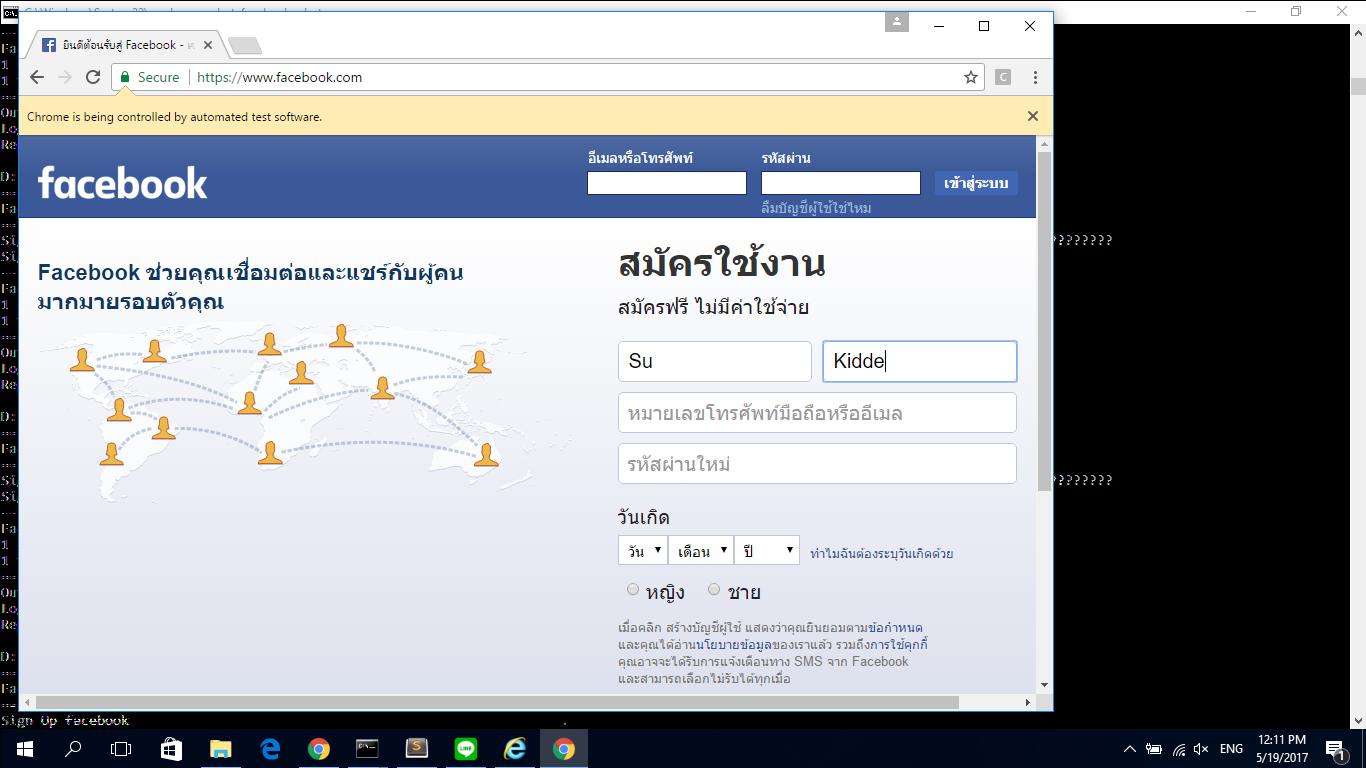 ยินดีต้อนรับสู่ Facebook -
Secure
https://www.facebook.com
Chrome is being controlled by automated test software.
facebook
อีเมลหรือโทรศัพท์
รหัสผ่าน
เข้าสู่ระบบ
ลืมบัญชีผู้ใช้ใช่ไหม
Facebook ช่วยคุณเชื่อมต่อและแชร์กับผู้คน
มากมายรอบตัวคุณ
สมัครใช้งาน
สมัครฟรี ไม่มีค่าใช้จ่าย
Su
Kidde
หมายเลขโทรศัพท์มือถือหรืออีเมล
รหัสผ่านใหม่
วันเกิด
วัน
เดือน
ปี
ทำไมฉันต้องระบุวันเกิดด้วย
หญิง
ชาย
เมื่อคลิก สร้างบัญชีผู้ใช้ แสดงว่าคุณยินยอมตามข้อกำหนด
และคุณได้อ่านนโยบายข้อมูลของเราแล้ว รวมถึงการใช้คุกกี้
คุณอาจจะได้รับการแจ้งเตือนทาง SMS จาก Facebook
และสามารถเลือกไม่รับได้ทุกเมื่อ
????????
????????
Sign Up facebook
ENG
12:11 PM
5/19/2017